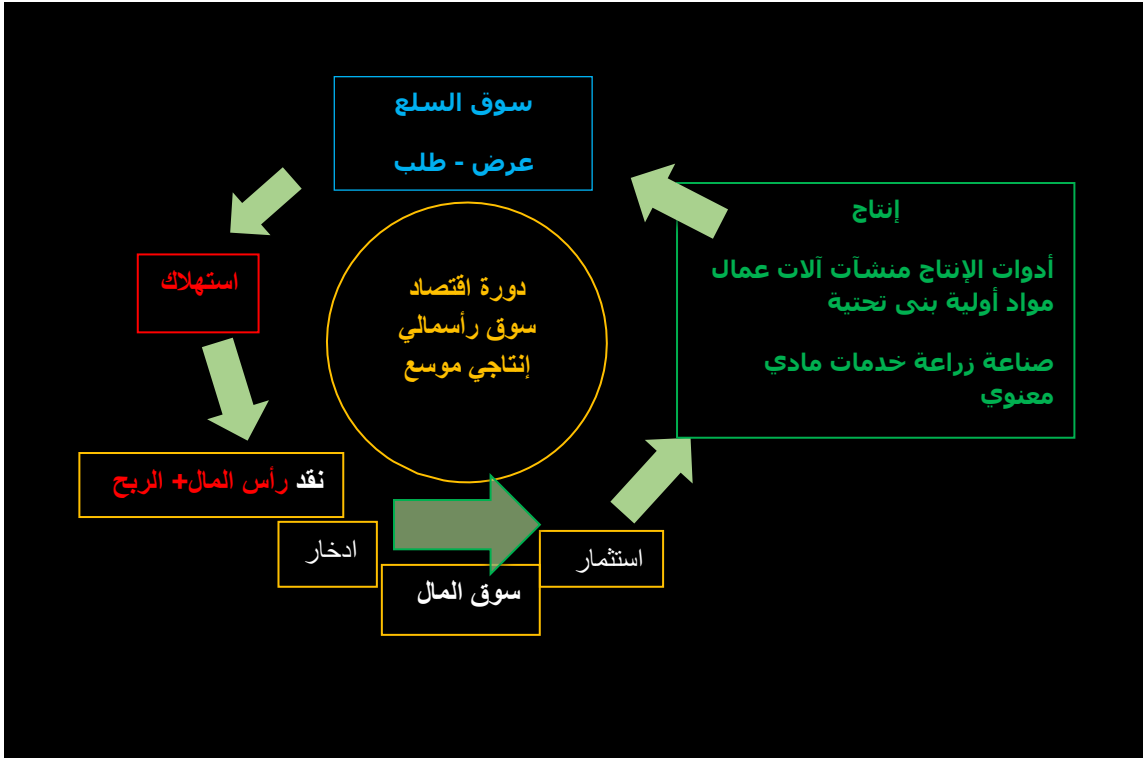 سوق السلع
عرض - طلب
إنتاج
أدوات الإنتاج منشآت آلات عمال
مواد أولية بنى تحتية
صناعة زراعة خدمات مادي
معنوي
استهلاك
دورة اقتصاد
سوق رأسمالي
إنتاجي موسع
نقد رأس المال+ الربح
ادخار
استثمار
سوق المال